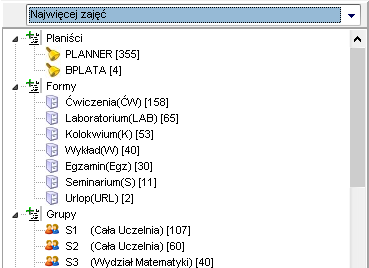 Najwięcej zajęć
Planiści
PLANNER [355]
BPLATA [4]
Formy
Ćwiczenia(ĆW) [158]
Laboratorium(LAB) [65]
Kolokwium(K) [53]
Wykład(W) [40]
Egzamin(Egz) [30]
Seminarium(S) [11]
Urlop(URL) [2]
Grupy
S1 (Cała Uczelnia) [107]
S2 (Cała Uczelnia) [60]
S3 (Wydział Matematyki) [40]